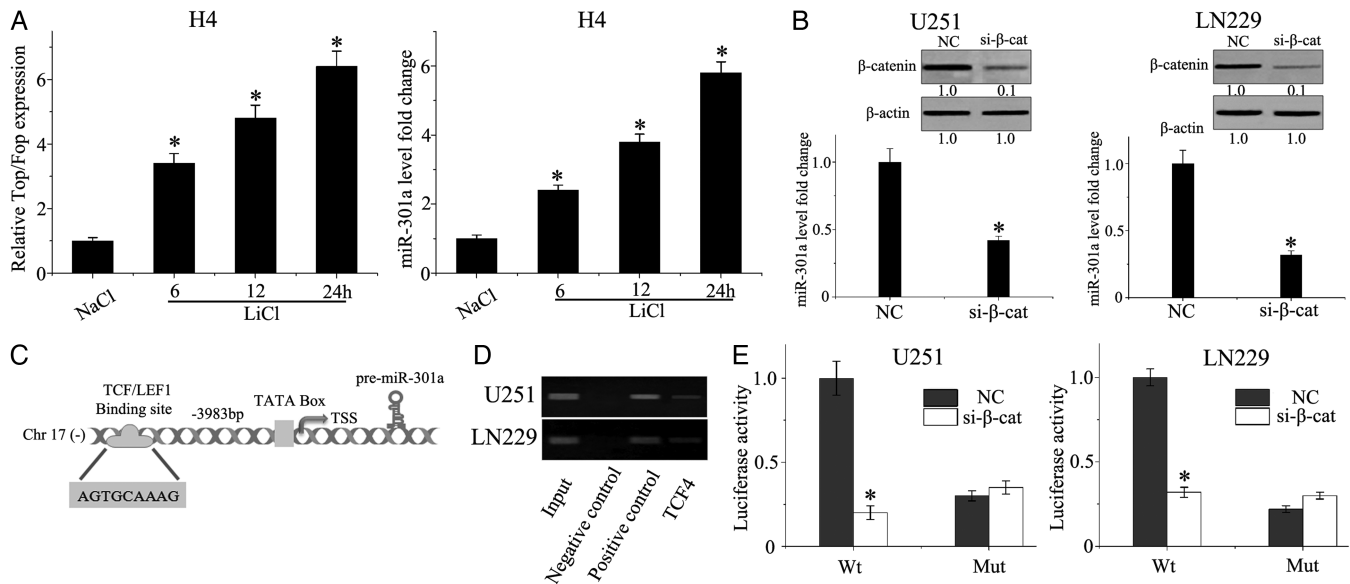 A
H4
Relative Top/Fop expression
6
4
2
0
NaCl
6
12
24h
LiCl
*
*
*
H4
miR-301a level fold change
6
4
2
0
NaCl
6
12
24h
LiCl
*
*
*
B
U251
NC
si-β-cat
β-catenin
1.0
0.1
β-actin
1.0
1.0
miR-301a level fold change
1.0
0.5
0
NC
si-β-cat
*
LN229
NC
si-β-cat
β-catenin
1.0
0.1
β-actin
1.0
1.0
miR-301a level fold change
1.0
0.5
0
NC
si-β-cat
*
C
TCF/LEF1
Binding site
-3983bp
TATA Box
TSS
pre-miR-301a
Chr 17 (-)
AGTGCAAAG
D
U251
LN229
Input
Negative control
Positive control
TCF4
E
U251
NC
si-β-cat
Luciferase activity
1.0
0.5
0
*
Wt
Mut
LN229
NC
si-β-cat
Luciferase activity
1.0
0.5
0
*
Wt
Mut